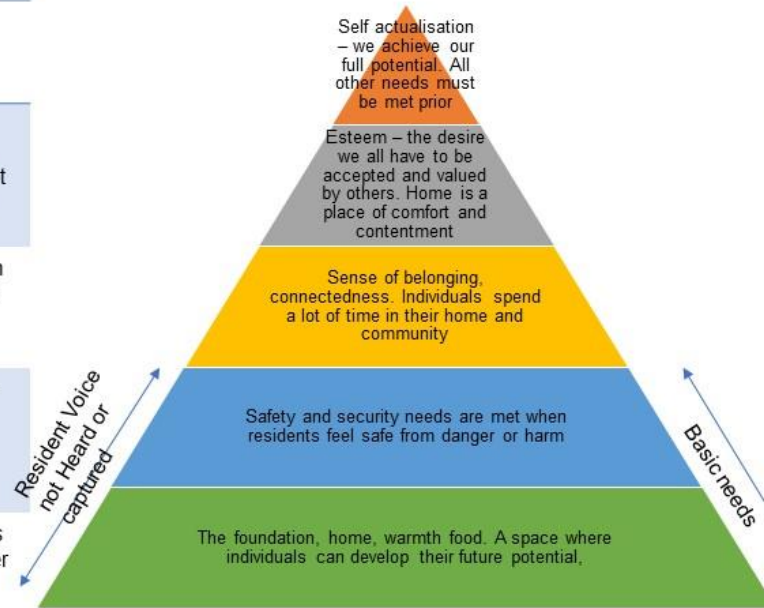 Self actualisation
– we achieve our
full potential. All
other needs must
be met prior
Esteem – the desire
we all have to be
accepted and valued
by others. Home is a
place of comfort and
contentment
Sense of belonging,
connectedness. Individuals spend
a lot of time in their home and
community
Safety and security needs are met when
residents feel safe from danger or harm
The foundation, home, warmth food. A space where
individuals can develop their future potential,
Resident Voice
not Heard or
captured
Basic needs